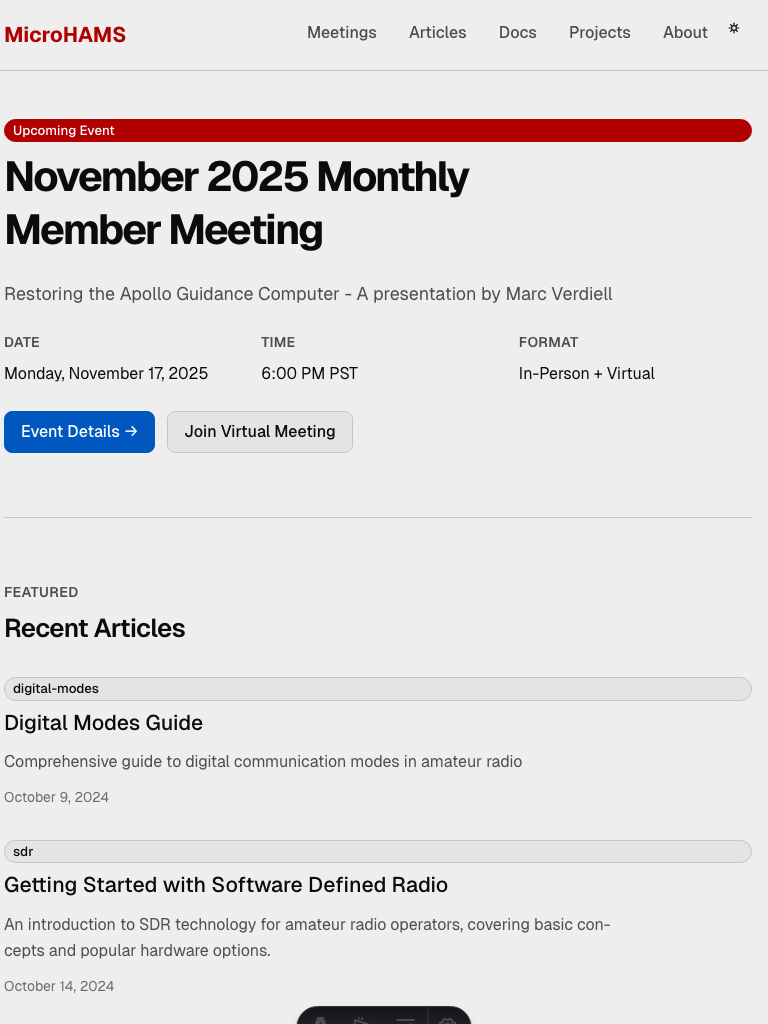 MicroHAMS
Meetings Articles Docs Projects About
Upcoming Event
November 2025 Monthly
Member Meeting
Restoring the Apollo Guidance Computer - A presentation by Marc Verdiell
DATE TIME FORMAT
Monday, November 17, 2025 6:00 PM PST In-Person + Virtual
Event Details → Join Virtual Meeting
FEATURED
Recent Articles
digital-modes
Digital Modes Guide
Comprehensive guide to digital communication modes in amateur radio
October 9, 2024
sdr
Getting Started with Software Defined Radio
An introduction to SDR technology for amateur radio operators, covering basic con-
cepts and popular hardware options.
October 14, 2024